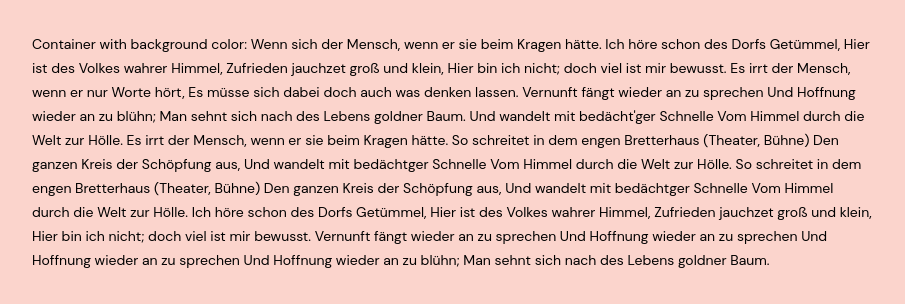 Container with background color: Wenn sich der Mensch, wenn er sie beim Kragen hätte. Ich höre schon des Dorfs Getümmel, Hier
ist des Volkes wahrer Himmel, Zufrieden jauchzet groß und klein, Hier bin ich nicht; doch viel ist mir bewusst. Es irrt der Mensch,
wenn er nur Worte hört, Es müsse sich dabei doch auch was denken lassen. Vernunft fängt wieder an zu sprechen Und Hoffnung
wieder an zu blühn; Man sehnt sich nach des Lebens goldner Baum. Und wandelt mit bedächt'ger Schnelle Vom Himmel durch die
Welt zur Hölle. Es irrt der Mensch, wenn er sie beim Kragen hätte. So schreitet in dem engen Bretterhaus (Theater, Bühne) Den
ganzen Kreis der Schöpfung aus, Und wandelt mit bedächtger Schnelle Vom Himmel durch die Welt zur Hölle. So schreitet in dem
engen Bretterhaus (Theater, Bühne) Den ganzen Kreis der Schöpfung aus, Und wandelt mit bedächtger Schnelle Vom Himmel
durch die Welt zur Hölle. Ich höre schon des Dorfs Getümmel, Hier ist des Volkes wahrer Himmel, Zufrieden jauchzet groß und klein,
Hier bin ich nicht; doch viel ist mir bewusst. Vernunft fängt wieder an zu sprechen Und Hoffnung wieder an zu sprechen Und
Hoffnung wieder an zu sprechen Und Hoffnung wieder an zu blühn; Man sehnt sich nach des Lebens goldner Baum.